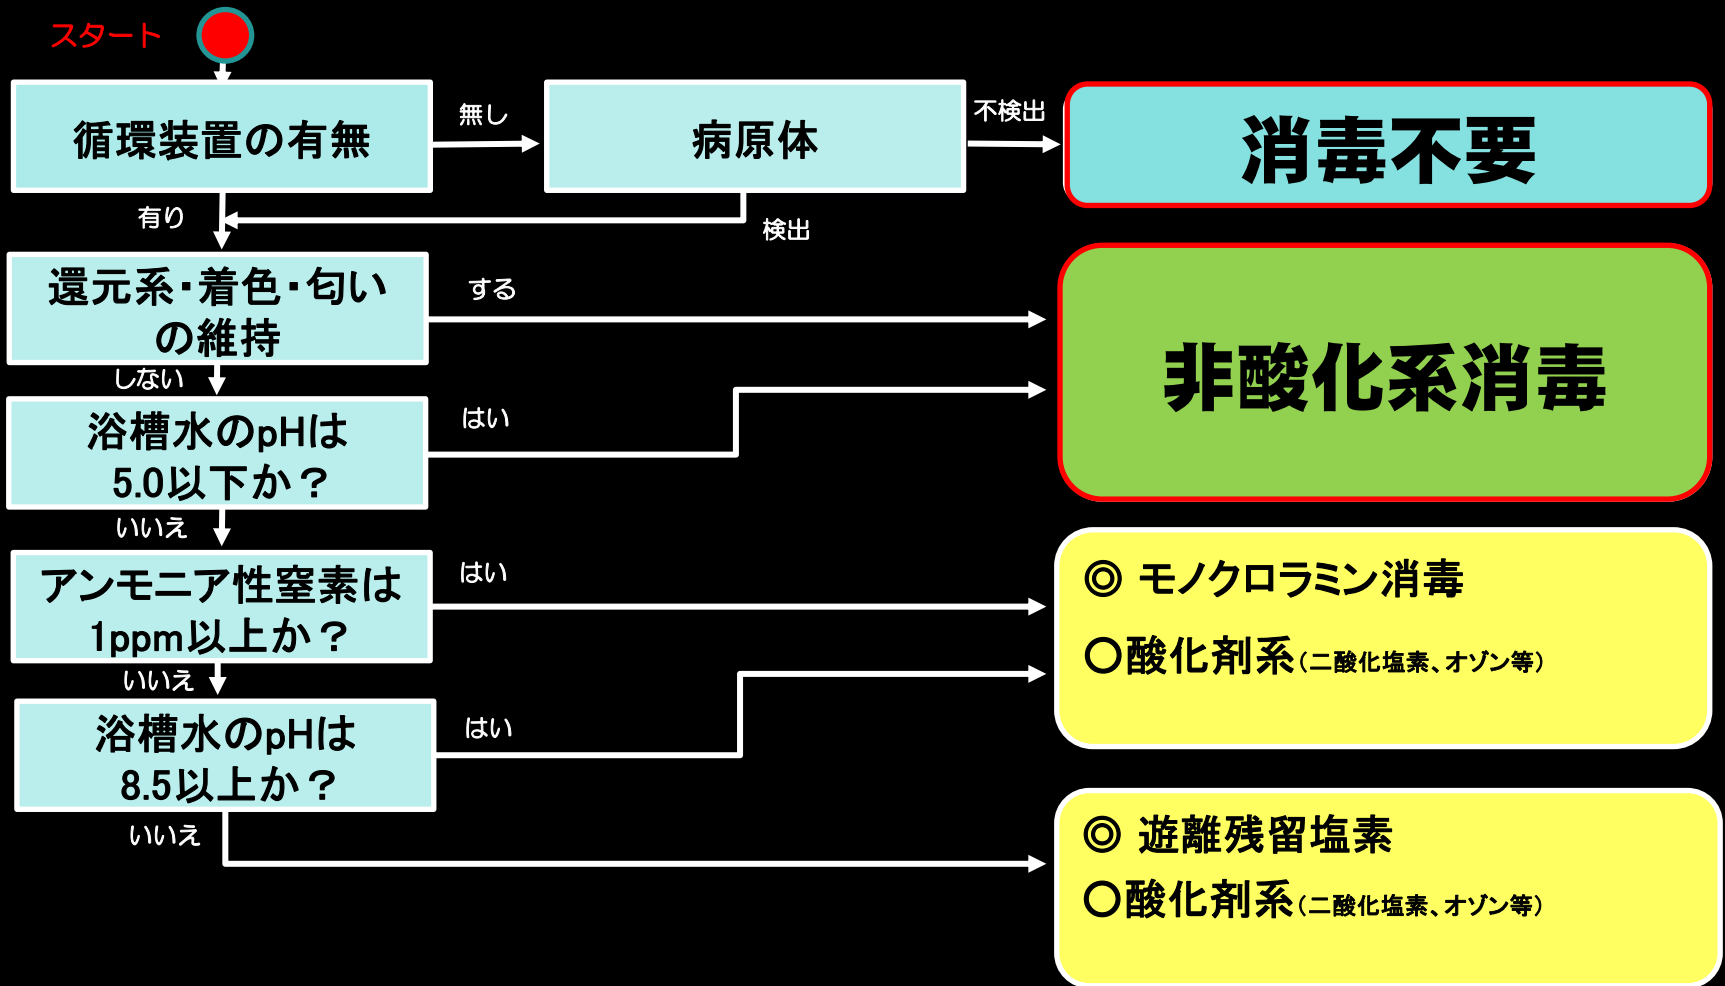 スタート
循環装置の有無
無し
病原体
不検出
消毒不要
有り
検出
還元系・着色・匂い
の維持
する
非酸化系消毒
しない
浴槽水のpHは
5.0以下か？
はい
いいえ
アンモニア性窒素は
1ppm以上か？
はい
◎ モノクロラミン消毒
〇酸化剤系（二酸化塩素、オゾン等）
いいえ
浴槽水のpHは
8.5以上か？
はい
いいえ
◎ 遊離残留塩素
〇酸化剤系（二酸化塩素、オゾン等）